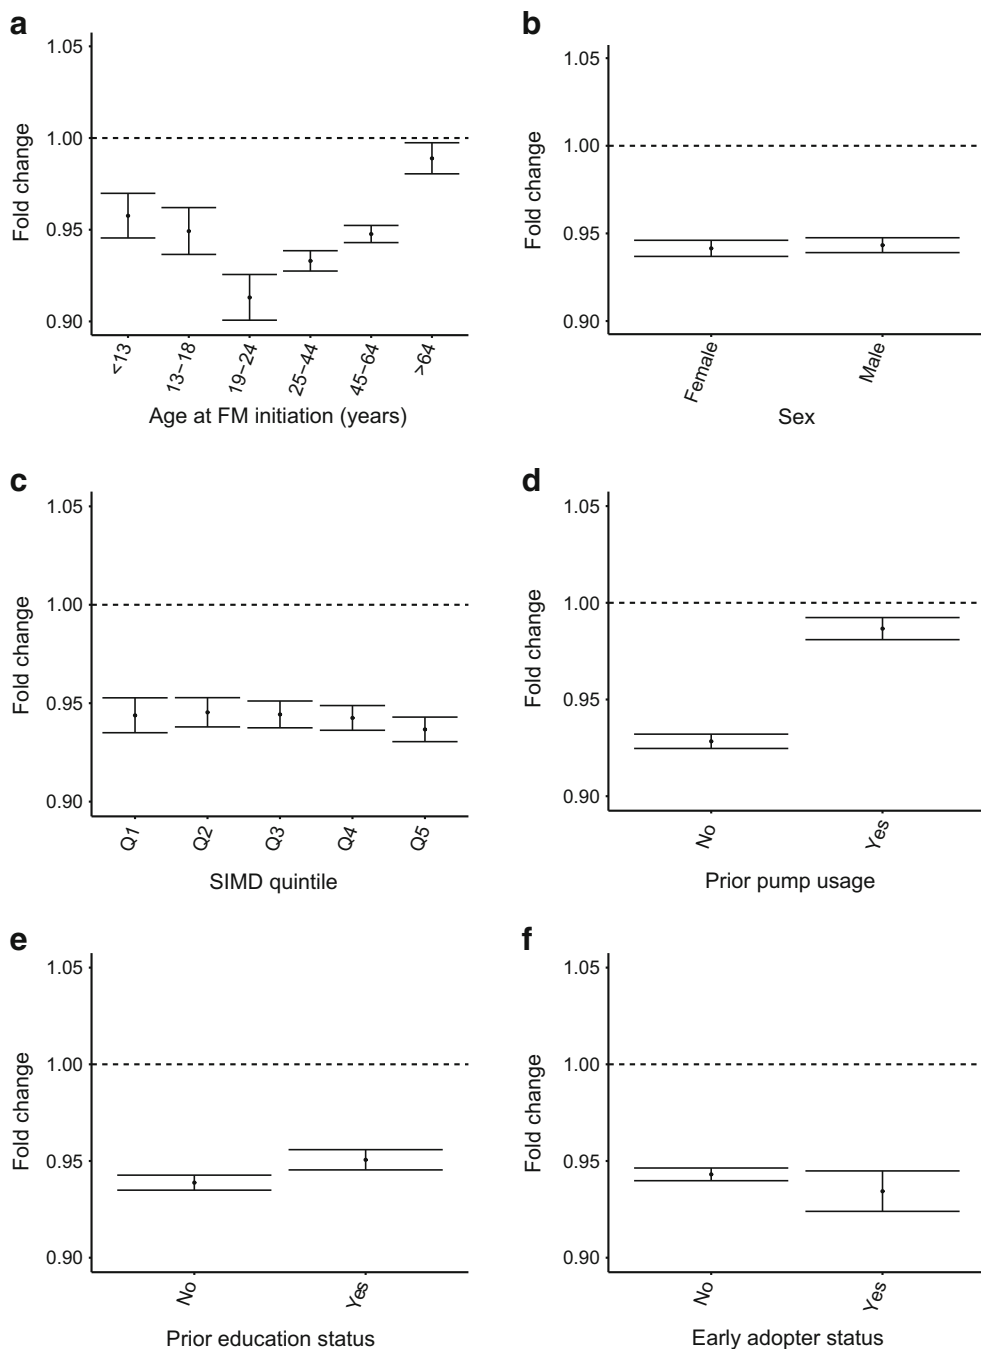 a
1.05
1.00
0.95
0.90
Fold change
<13
13–18
19–24
25–44
45–64
>64
Age at FM initiation (years)
b
1.05
1.00
0.95
0.90
Fold change
Female
Male
Sex
c
1.05
1.00
0.95
0.90
Fold change
Q1
Q2
Q3
Q4
Q5
SIMD quintile
d
1.05
1.00
0.95
0.90
Fold change
No
Yes
Prior pump usage
e
1.05
1.00
0.95
0.90
Fold change
No
Yes
Prior education status
f
1.05
1.00
0.95
0.90
Fold change
No
Yes
Early adopter status